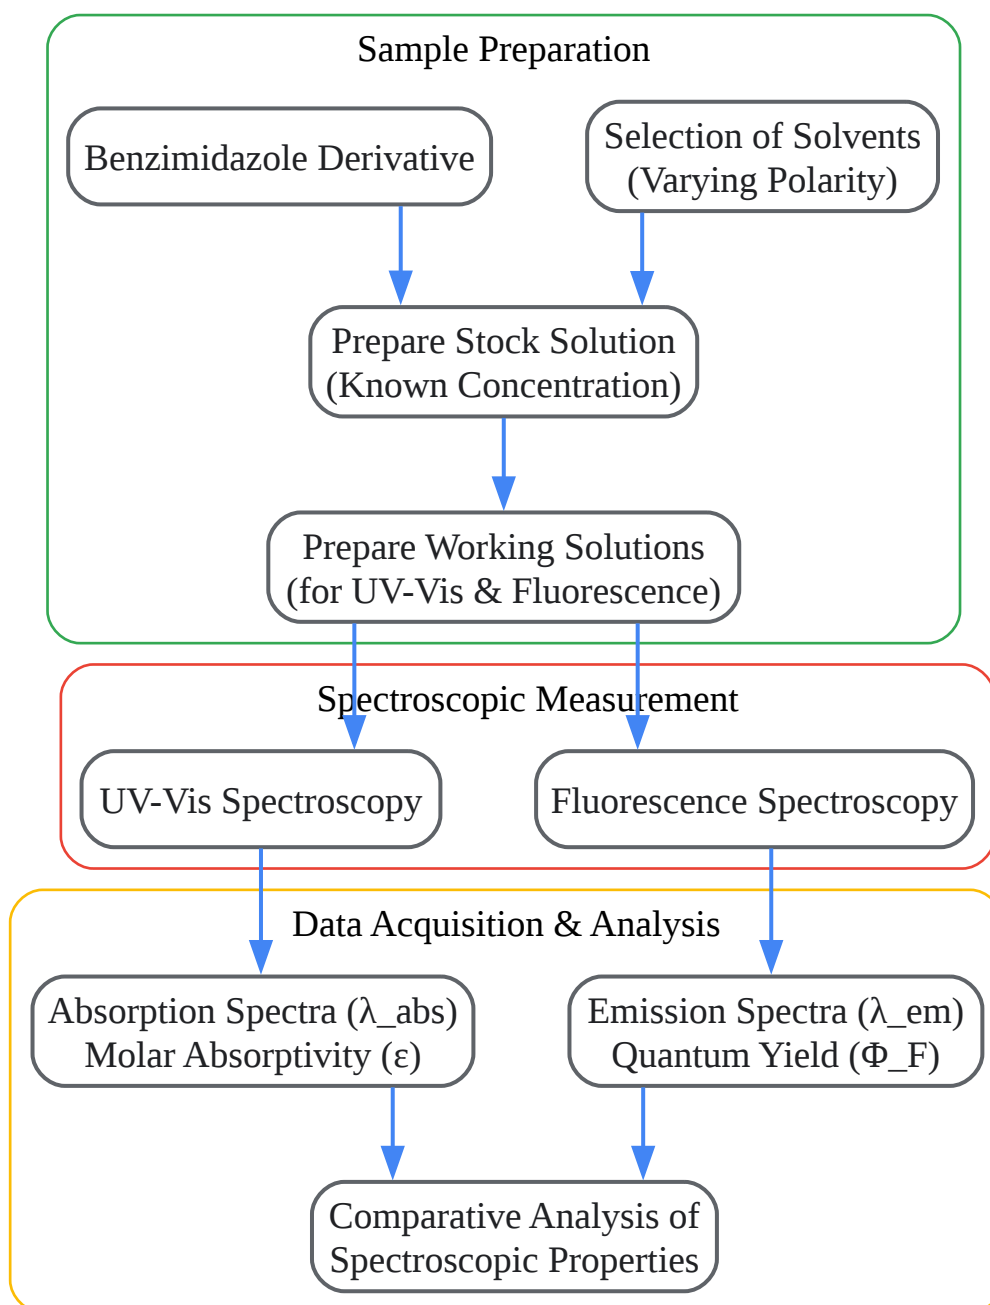 Sample Preparation
Benzimidazole Derivative
Selection of Solvents
(Varying Polarity)
Prepare Stock Solution
(Known Concentration)
Prepare Working Solutions
(for UV-Vis & Fluorescence)
Spectroscopic Measurement
UV-Vis Spectroscopy
Fluorescence Spectroscopy
Data Acquisition & Analysis
Absorption Spectra (λ_abs)
Molar Absorptivity (ε)
Emission Spectra (λ_em)
Quantum Yield (Φ_F)
Comparative Analysis of
Spectroscopic Properties